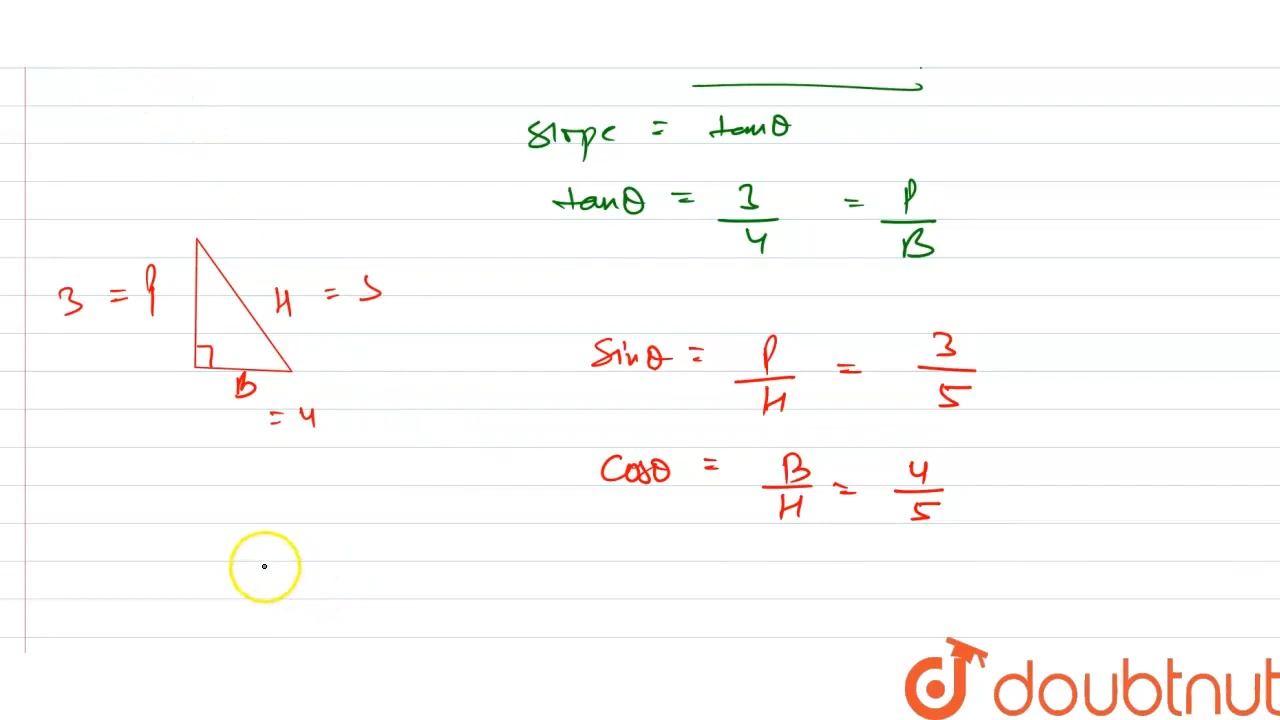 slope = tanθ
tanθ = 3/4 = P/B
3 = P
H = 5
B
= 4
sinθ = P/H = 3/5
Cosθ = B/H = 4/5
doubtnut